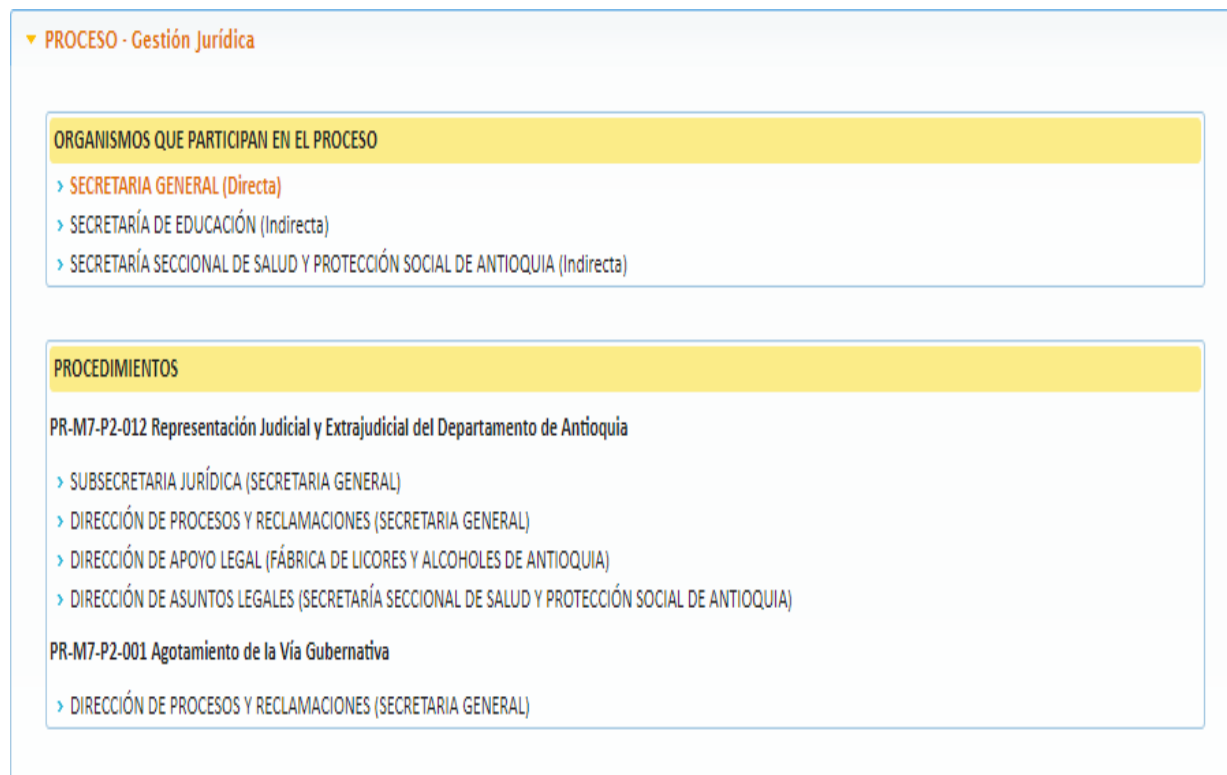 PROCESO - Gestión Jurídica
ORGANISMOS QUE PARTICIPAN EN EL PROCESO
SECRETARIA GENERAL (Directa)
SECRETARÍA DE EDUCACIÓN (Indirecta)
SECRETARÍA SECCIONAL DE SALUD Y PROTECCIÓN SOCIAL DE ANTIOQUIA (Indirecta)
PROCEDIMIENTOS
PR-M7-P2-012 Representación Judicial y Extrajudicial del Departamento de Antioquia
SUBSECRETARIA JURÍDICA (SECRETARIA GENERAL)
DIRECCIÓN DE PROCESOS Y RECLAMACIONES (SECRETARIA GENERAL)
DIRECCIÓN DE APOYO LEGAL (FÁBRICA DE LICORES Y ALCOHOLES DE ANTIOQUIA)
DIRECCIÓN DE ASUNTOS LEGALES (SECRETARÍA SECCIONAL DE SALUD Y PROTECCIÓN SOCIAL DE ANTIOQUIA)
PR-M7-P2-001 Agotamiento de la Vía Gubernativa
DIRECCIÓN DE PROCESOS Y RECLAMACIONES (SECRETARIA GENERAL)